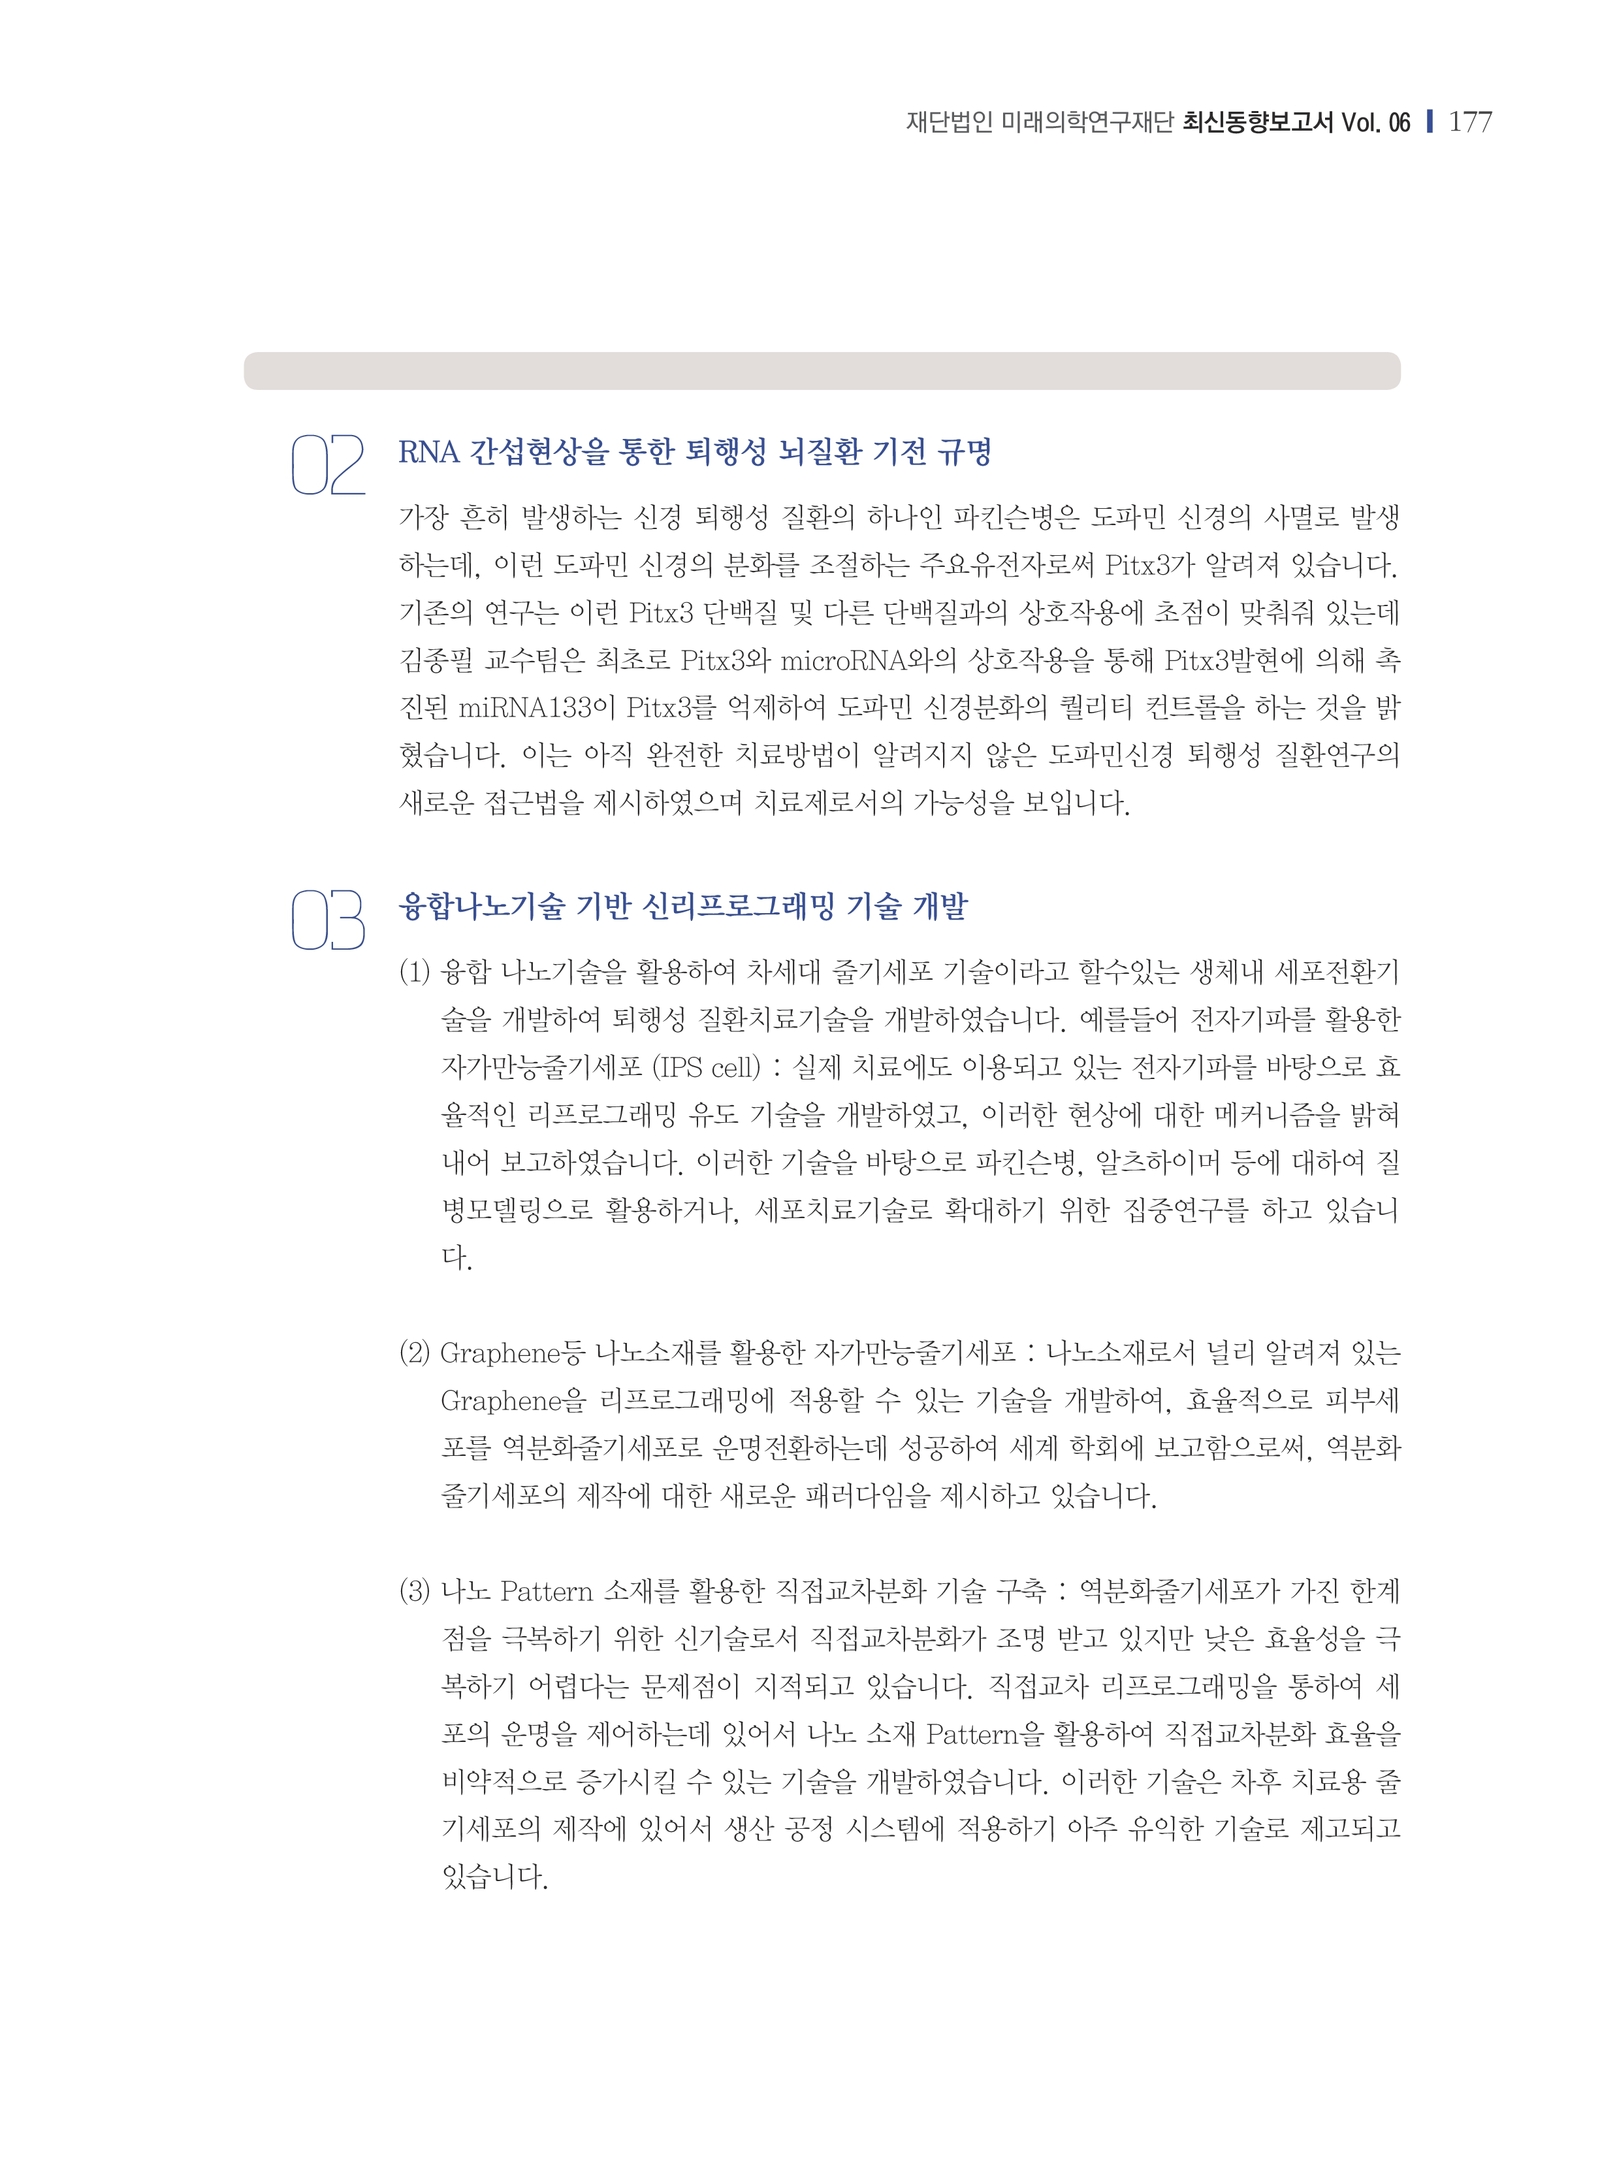 재단법인 미래의학연구재단 최신동향보고서 Vol. 06 177
02 RNA 간섭현상을 통한 퇴행성 뇌질환 기전 규명
가장 흔히 발생하는 신경 퇴행성 질환의 하나인 파킨슨병은 도파민 신경의 사멸로 발생
하는데, 이런 도파민 신경의 분화를 조절하는 주요유전자로써 Pitx3가 알려져 있습니다.
기존의 연구는 이런 Pitx3 단백질 및 다른 단백질과의 상호작용에 초점이 맞춰줘 있는데
김종필 교수팀은 최초로 Pitx3와 microRNA와의 상호작용을 통해 Pitx3발현에 의해 촉
진된 miRNA133이 Pitx3를 억제하여 도파민 신경분화의 퀄리티 컨트롤을 하는 것을 밝
혔습니다. 이는 아직 완전한 치료방법이 알려지지 않은 도파민신경 퇴행성 질환연구의
새로운 접근법을 제시하였으며 치료제로서의 가능성을 보입니다.
03 융합나노기술 기반 신리프로그래밍 기술 개발
(1) 융합 나노기술을 활용하여 차세대 줄기세포 기술이라고 할수있는 생체내 세포전환기
술을 개발하여 퇴행성 질환치료기술을 개발하였습니다. 예를들어 전자기파를 활용한
자가만능줄기세포 (IPS cell) : 실제 치료에도 이용되고 있는 전자기파를 바탕으로 효
율적인 리프로그래밍 유도 기술을 개발하였고, 이러한 현상에 대한 메커니즘을 밝혀
내어 보고하였습니다. 이러한 기술을 바탕으로 파킨슨병, 알츠하이머 등에 대하여 질
병모델링으로 활용하거나, 세포치료기술로 확대하기 위한 집중연구를 하고 있습니
다.
(2) Graphene등 나노소재를 활용한 자가만능줄기세포 : 나노소재로서 널리 알려져 있는
Graphene을 리프로그래밍에 적용할 수 있는 기술을 개발하여, 효율적으로 피부세
포를 역분화줄기세포로 운명전환하는데 성공하여 세계 학회에 보고함으로써, 역분화
줄기세포의 제작에 대한 새로운 패러다임을 제시하고 있습니다.
(3) 나노 Pattern 소재를 활용한 직접교차분화 기술 구축 : 역분화줄기세포가 가진 한계
점을 극복하기 위한 신기술로서 직접교차분화가 조명 받고 있지만 낮은 효율성을 극
복하기 어렵다는 문제점이 지적되고 있습니다. 직접교차 리프로그래밍을 통하여 세
포의 운명을 제어하는데 있어서 나노 소재 Pattern을 활용하여 직접교차분화 효율을
비약적으로 증가시킬 수 있는 기술을 개발하였습니다. 이러한 기술은 차후 치료용 줄
기세포의 제작에 있어서 생산 공정 시스템에 적용하기 아주 유익한 기술로 제고되고
있습니다.